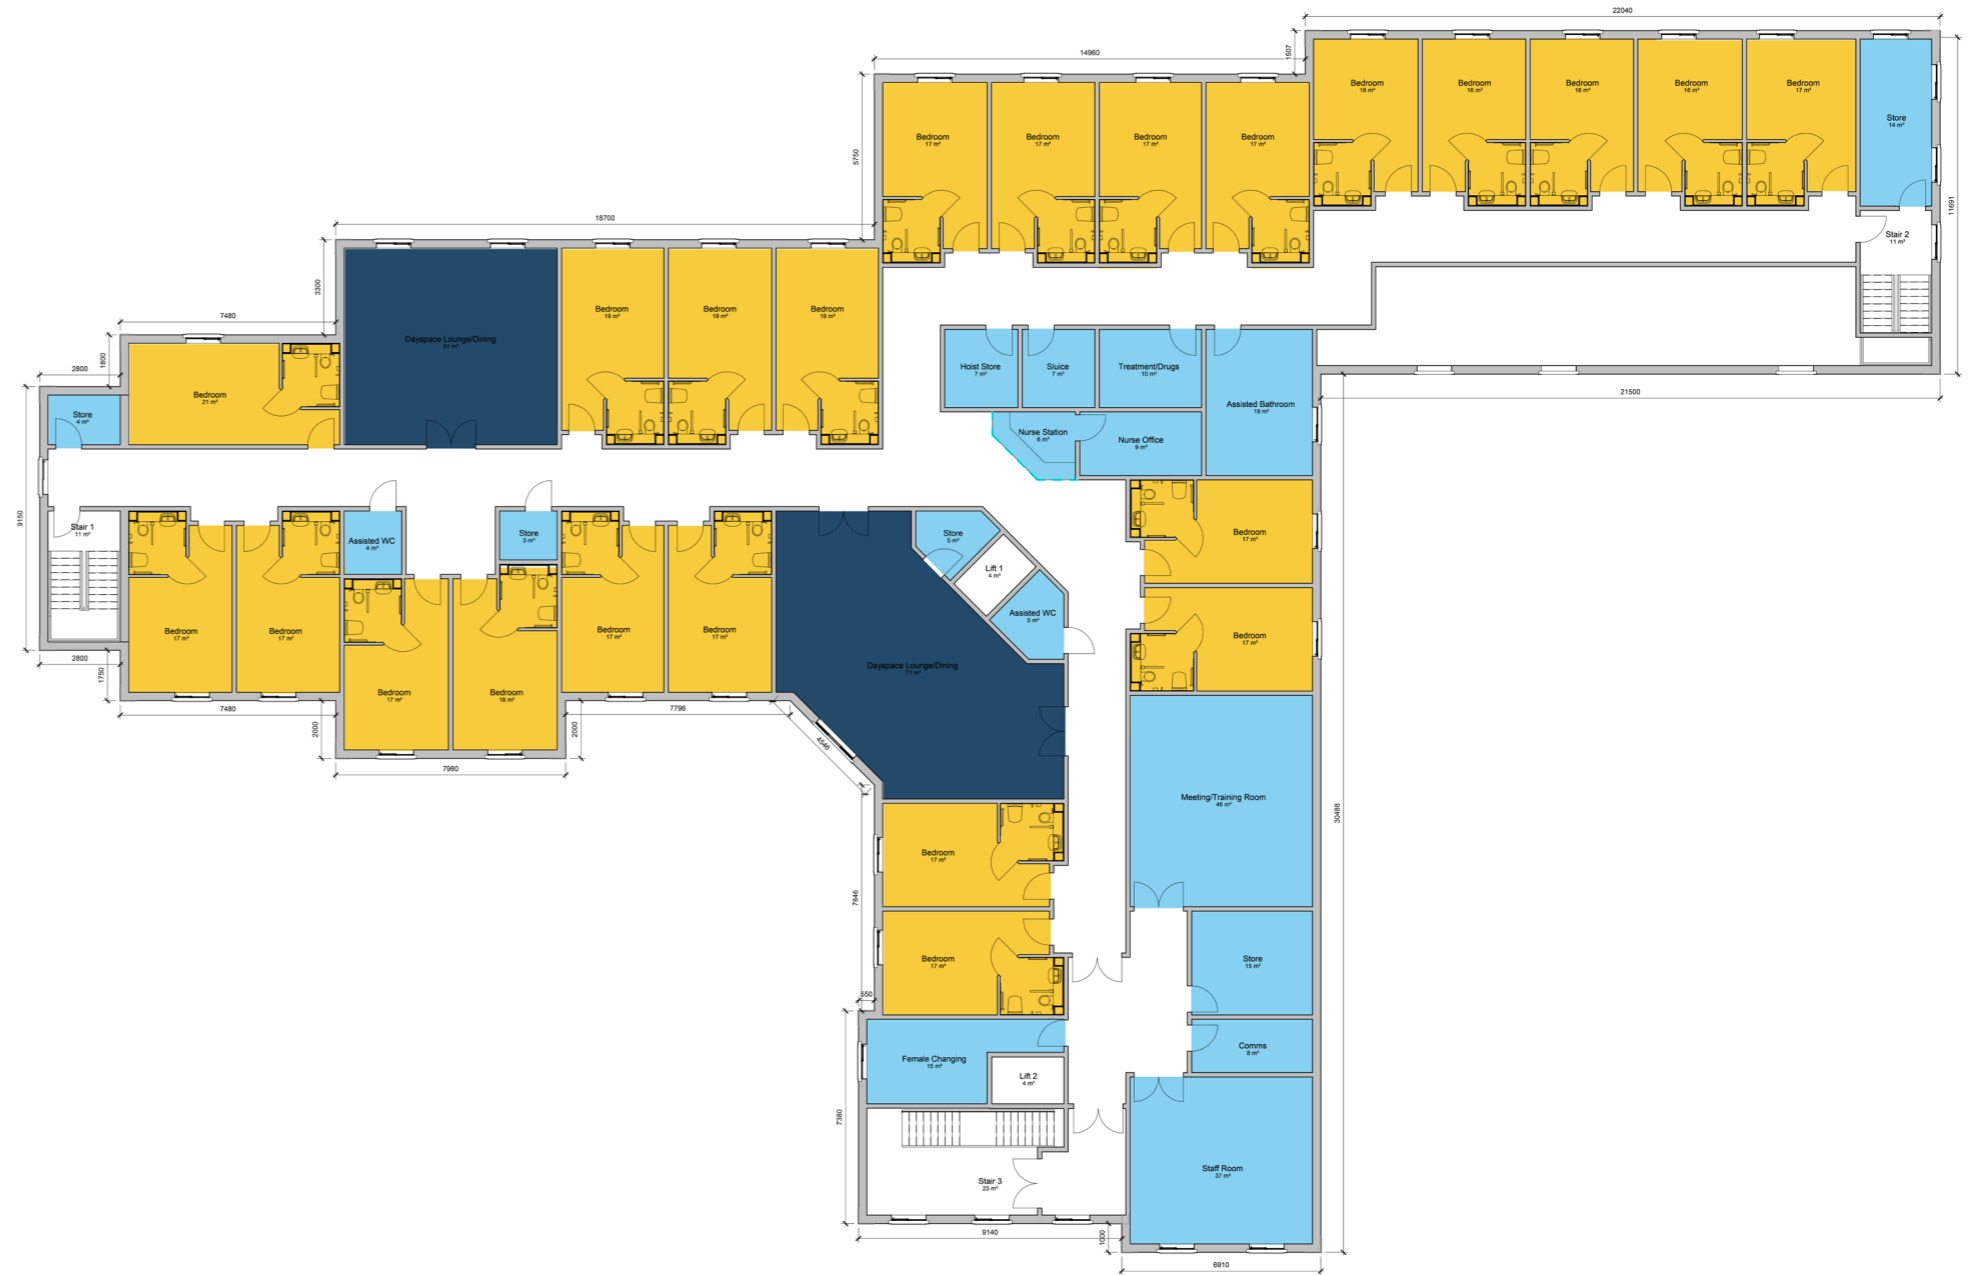 22040
14960
1507
Bedroom
16 m²
Bedroom
16 m²
Bedroom
16 m²
Bedroom
16 m²
Bedroom
17 m²
Store
14 m²
5750
Bedroom
17 m²
Bedroom
17 m²
Bedroom
17 m²
Bedroom
17 m²
11691
18700
Stair 2
11 m²
3300
7480
Dayspace Lounge/Dining
51 m²
Bedroom
19 m²
Bedroom
19 m²
Bedroom
19 m²
1800
2800
Bedroom
21 m²
Store
4 m²
Hoist Store
7 m²
Sluice
7 m²
Treatment/Drugs
10 m²
Assisted Bathroom
19 m²
21500
Nurse Station
6 m²
Nurse Office
9 m²
9150
Stair 1
11 m²
Assisted WC
4 m²
Store
3 m²
Store
5 m²
Lift 1
4 m²
Assisted WC
5 m²
Bedroom
17 m²
Bedroom
17 m²
Bedroom
17 m²
Bedroom
17 m²
Bedroom
17 m²
Bedroom
17 m²
Bedroom
17 m²
Bedroom
18 m²
Dayspace Lounge/Dining
71 m²
2800
1750
7480
2000
7980
2000
7796
4546
Meeting/Training Room
46 m²
30488
Bedroom
17 m²
7846
Bedroom
17 m²
Store
15 m²
550
Female Changing
15 m²
Lift 2
4 m²
Comms
8 m²
7380
Stair 3
23 m²
Staff Room
37 m²
9140
1000
6910